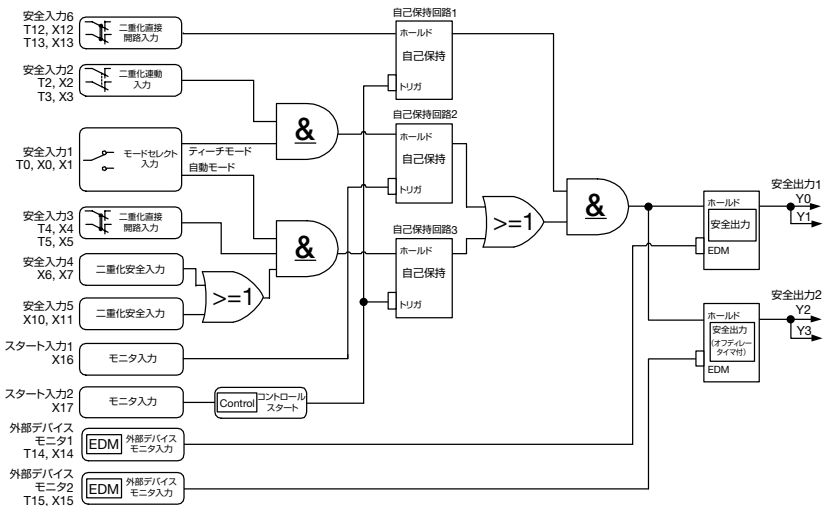 安全入力6
T12, X12
T13, X13
二重化直接
開路入力
安全入力2
T2, X2
T3, X3
二重化連動
入力
安全入力1
T0, X0, X1
モードセレクト
入力
ティーチモード
自動モード
安全入力3
T4, X4
T5, X5
二重化直接
開路入力
安全入力4
X6, X7
二重化安全入力
安全入力5
X10, X11
二重化安全入力
スタート入力1
X16
モニタ入力
スタート入力2
X17
モニタ入力
Control
コントロール
スタート
外部デバイス
モニタ1
T14, X14
EDM
外部デバイス
モニタ入力
外部デバイス
モニタ2
T15, X15
EDM
外部デバイス
モニタ入力
&
&
>=1
自己保持回路1
ホールド
自己保持
トリガ
自己保持回路2
ホールド
自己保持
トリガ
自己保持回路3
ホールド
自己保持
トリガ
>=1
&
ホールド
安全出力
EDM
安全出力1
Y0
Y1
ホールド
安全出力
(オフディレー
タイマ付)
EDM
安全出力2
Y2
Y3